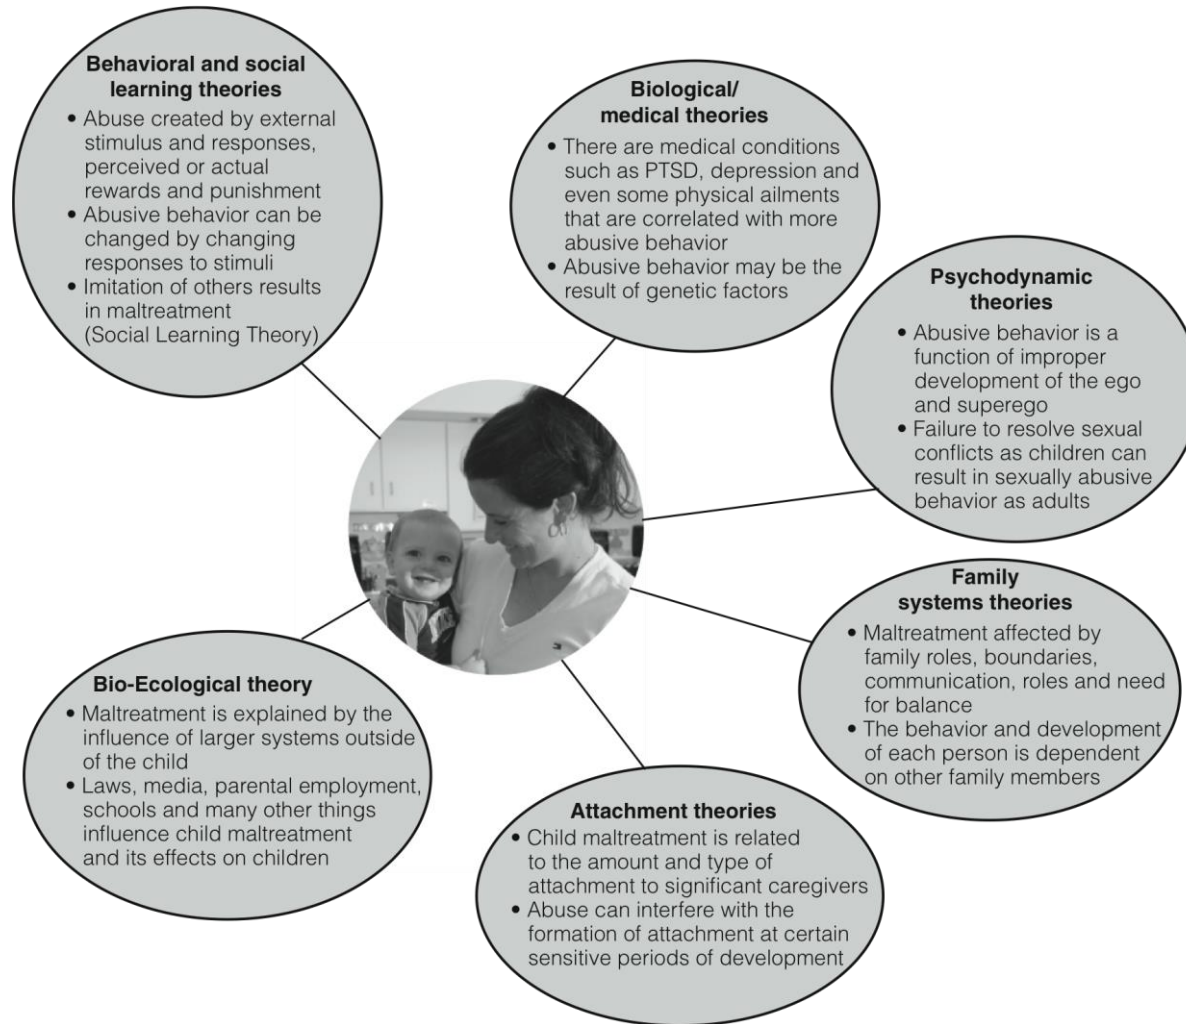 Behavioral and social
learning theories
• Abuse created by external
stimulus and responses,
perceived or actual
rewards and punishment
• Abusive behavior can be
changed by changing
responses to stimuli
• Imitation of others results
in maltreatment
(Social Learning Theory)
Biological/
medical theories
• There are medical conditions
such as PTSD, depression and
even some physical ailments
that are correlated with more
abusive behavior
• Abusive behavior may be the
result of genetic factors
Psychodynamic
theories
• Abusive behavior is a
function of improper
development of the ego
and superego
• Failure to resolve sexual
conflicts as children can
result in sexually abusive
behavior as adults
Family
systems theories
• Maltreatment affected by
family roles, boundaries,
communication, roles and need
for balance
• The behavior and development
of each person is dependent
on other family members
Attachment theories
• Child maltreatment is related
to the amount and type of
attachment to significant caregivers
• Abuse can interfere with the
formation of attachment at certain
sensitive periods of development
Bio-Ecological theory
• Maltreatment is explained by the
influence of larger systems outside
of the child
• Laws, media, parental employment,
schools and many other things
influence child maltreatment
and its effects on children